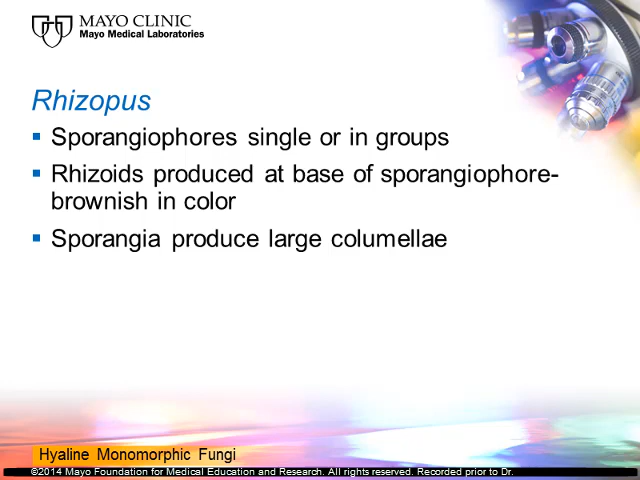 MAYO CLINIC
Mayo Medical Laboratories
Rhizopus
▪ Sporangiophores single or in groups
▪ Rhizoids produced at base of sporangiophore-
brownish in color
▪ Sporangia produce large columellae
Hyaline Monomorphic Fungi
©2014 Mayo Foundation for Medical Education and Research. All rights reserved. Recorded prior to Dr.